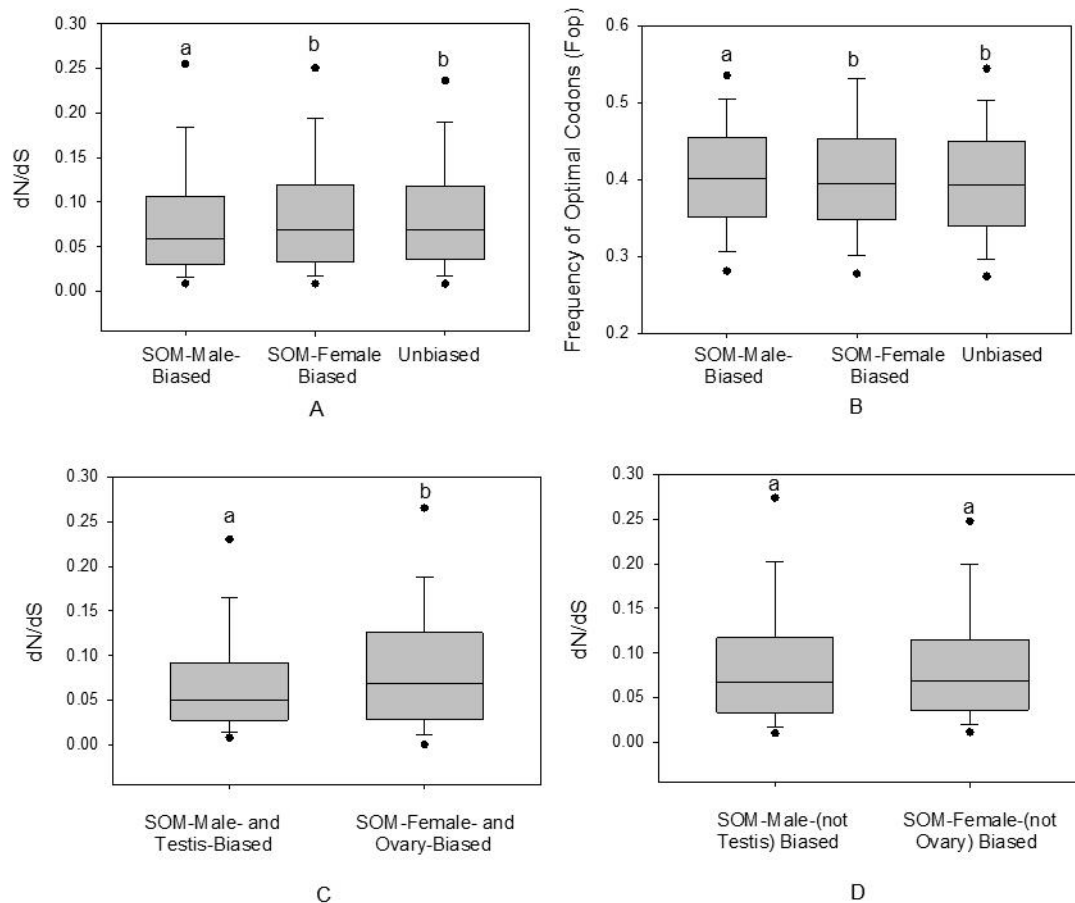 0.30
0.25
0.20
0.15
0.10
0.05
0.00
dN/dS
a
b
b
SOM-Male-
Biased
SOM-Female
Biased
Unbiased
A
0.6
0.5
0.4
0.3
0.2
Frequency of Optimal Codons (Fop)
a
b
b
SOM-Male-
Biased
SOM-Female
Biased
Unbiased
B
0.30
0.25
0.20
0.15
0.10
0.05
0.00
dN/dS
a
b
SOM-Male- and
Testis-Biased
SOM-Female- and
Ovary-Biased
C
0.30
0.25
0.20
0.15
0.10
0.05
0.00
dN/dS
a
a
SOM-Male-(not
Testis) Biased
SOM-Female-(not
Ovary) Biased
D